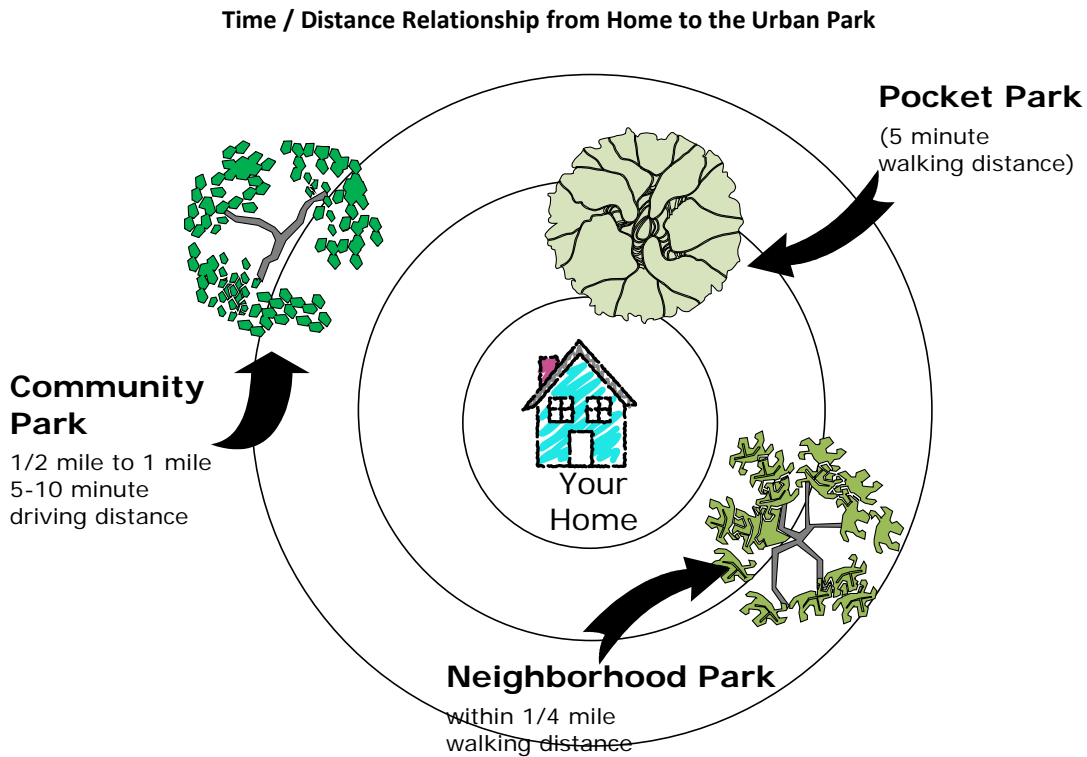 Time / Distance Relationship from Home to the Urban Park
Pocket Park
(5 minute
walking distance)
Community
Park
1/2 mile to 1 mile
5-10 minute
driving distance
Your
Home
Neighborhood Park
within 1/4 mile
walking distance